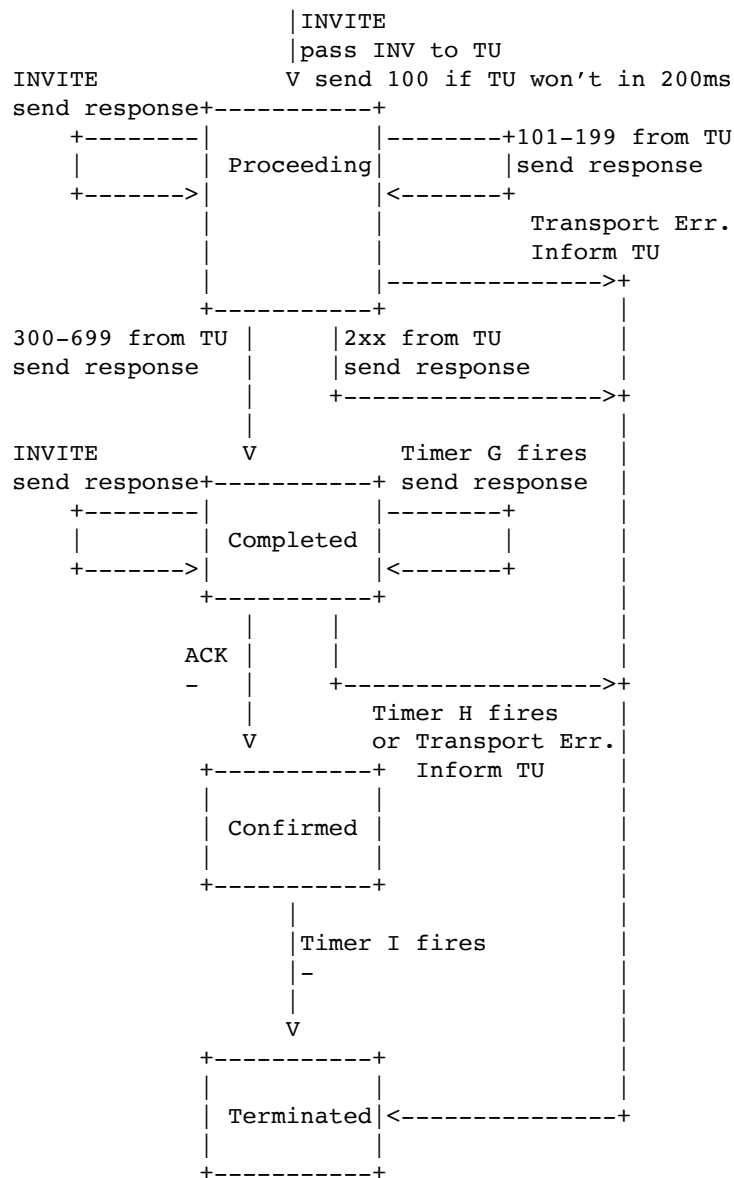 INVITE
pass INV to TU
INVITE send 100 if TU won't in 200ms
send response
101-199 from TU
Proceeding send response
Transport Err.
Inform TU
300-699 from TU 2xx from TU
send response send response
INVITE Timer G fires
send response send response
Completed
ACK
-
Timer H fires
or Transport Err.
Inform TU
Confirmed
Timer I fires
-
Terminated